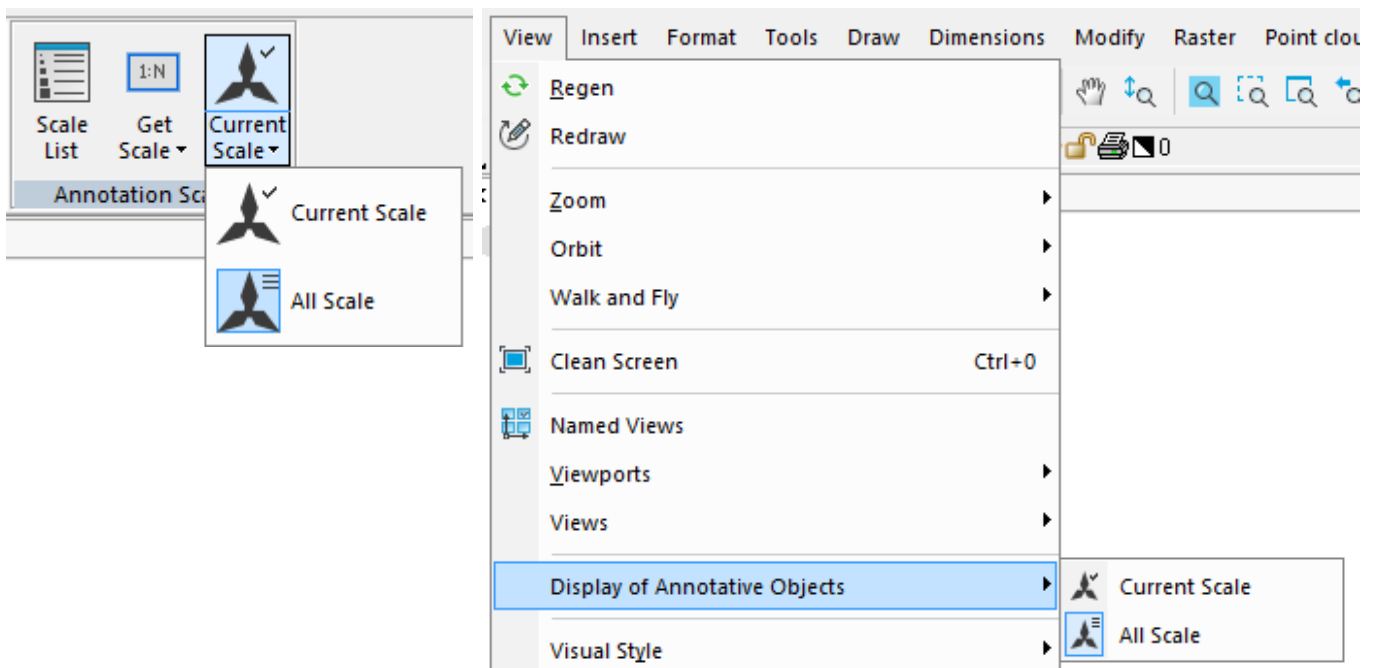 1:N
Scale List
Get Scale
Current Scale
Annotation Sca
Current Scale
All Scale
View Insert Format Tools Draw Dimensions Modify Raster Point clou
Regen
Redraw
0
Zoom
Orbit
Walk and Fly
Clean Screen Ctrl+0
Named Views
Viewports
Views
Display of Annotative Objects
Current Scale
All Scale
Visual Style